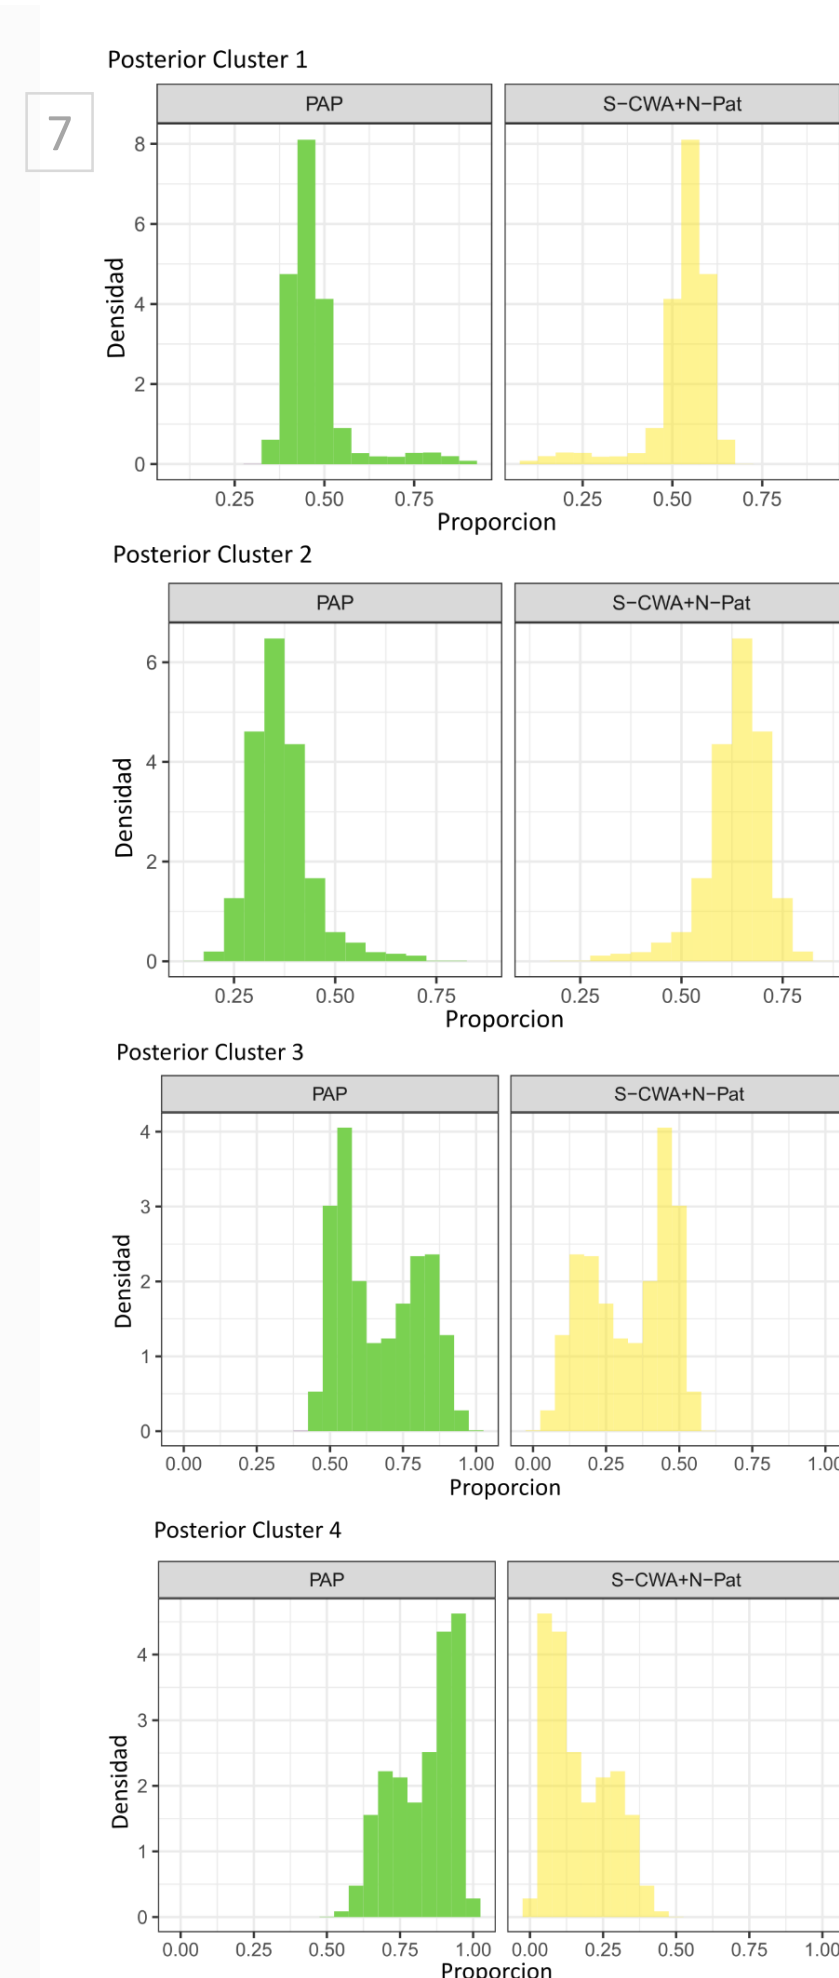 Posterior Cluster 1
7
PAP
S−CWA+N−Pat
8
6
4
2
0
Densidad
0.25 0.50 0.75
0.25 0.50 0.75
Proporcion
Posterior Cluster 2
PAP
S−CWA+N−Pat
6
4
2
0
Densidad
0.25 0.50 0.75
0.25 0.50 0.75
Proporcion
Posterior Cluster 3
PAP
S−CWA+N−Pat
4
3
2
1
0
Densidad
0.00 0.25 0.50 0.75 1.00
0.00 0.25 0.50 0.75 1.00
Proporcion
Posterior Cluster 4
PAP
S−CWA+N−Pat
4
3
2
1
0
Densidad
0.00 0.25 0.50 0.75 1.00
0.00 0.25 0.50 0.75 1.00
Proporcion